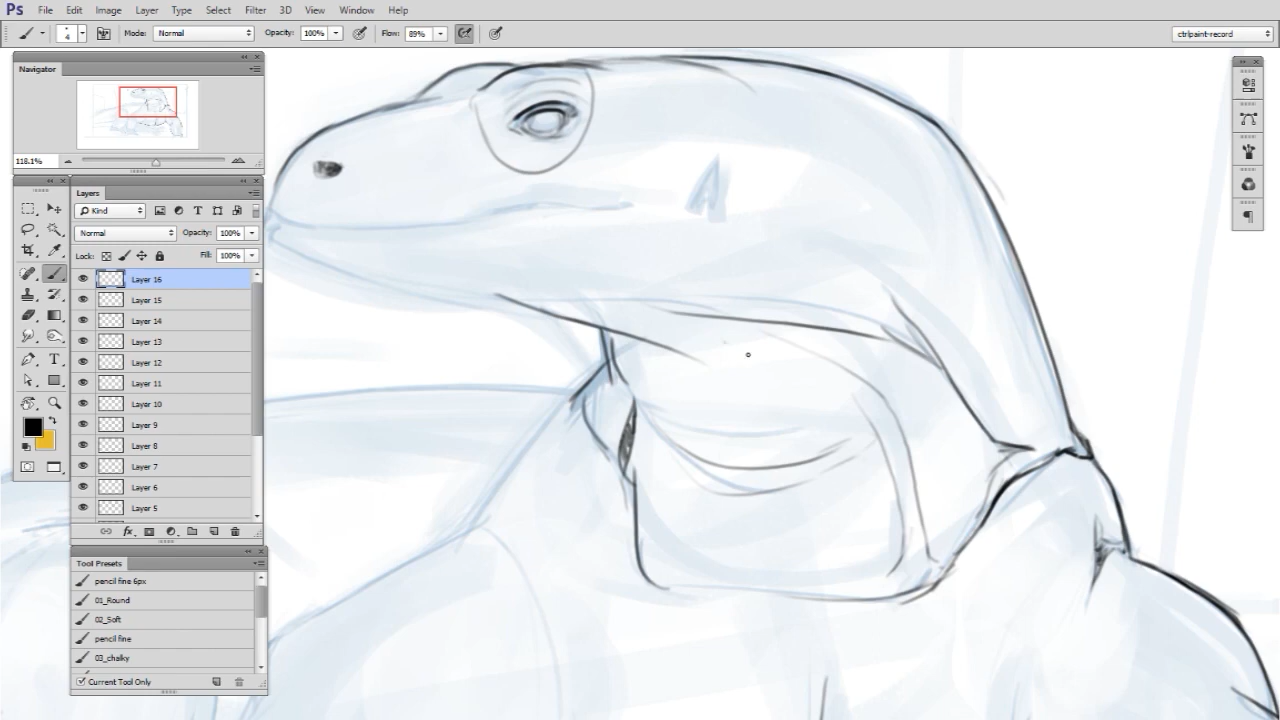 Ps File Edit Image Layer Type Select Filter 3D View Window Help
4 Mode: Normal Opacity: 100% Flow: 89% ctrlpaint-record
Navigator
118.1%
Layers
Kind
Normal Opacity: 100%
Lock: Fill: 100%
Layer 16
Layer 15
Layer 14
Layer 13
Layer 12
Layer 11
Layer 10
Layer 9
Layer 8
Layer 7
Layer 6
Layer 5
fx
Tool Presets
pencil fine 6px
01_Round
02_Soft
pencil fine
03_chalky
Current Tool Only